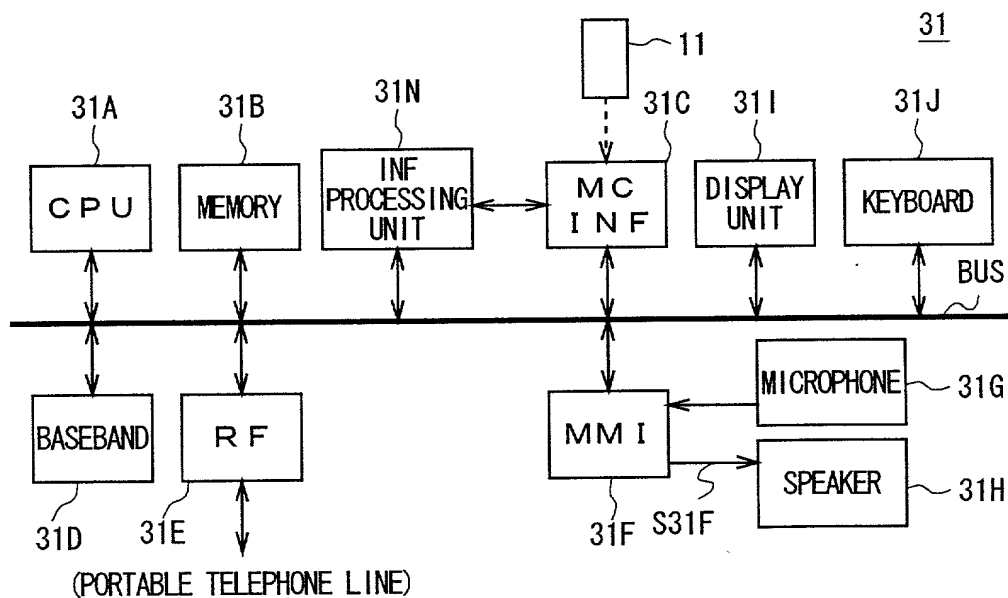 31
11
31A
31B
31N
31C
31I
31J
CPU
MEMORY
INF
PROCESSING
UNIT
MC
INF
DISPLAY
UNIT
KEYBOARD
BUS
BASEBAND
RF
MMI
MICROPHONE
31G
SPEAKER
31H
31D
31E
31F
S31F
(PORTABLE TELEPHONE LINE)